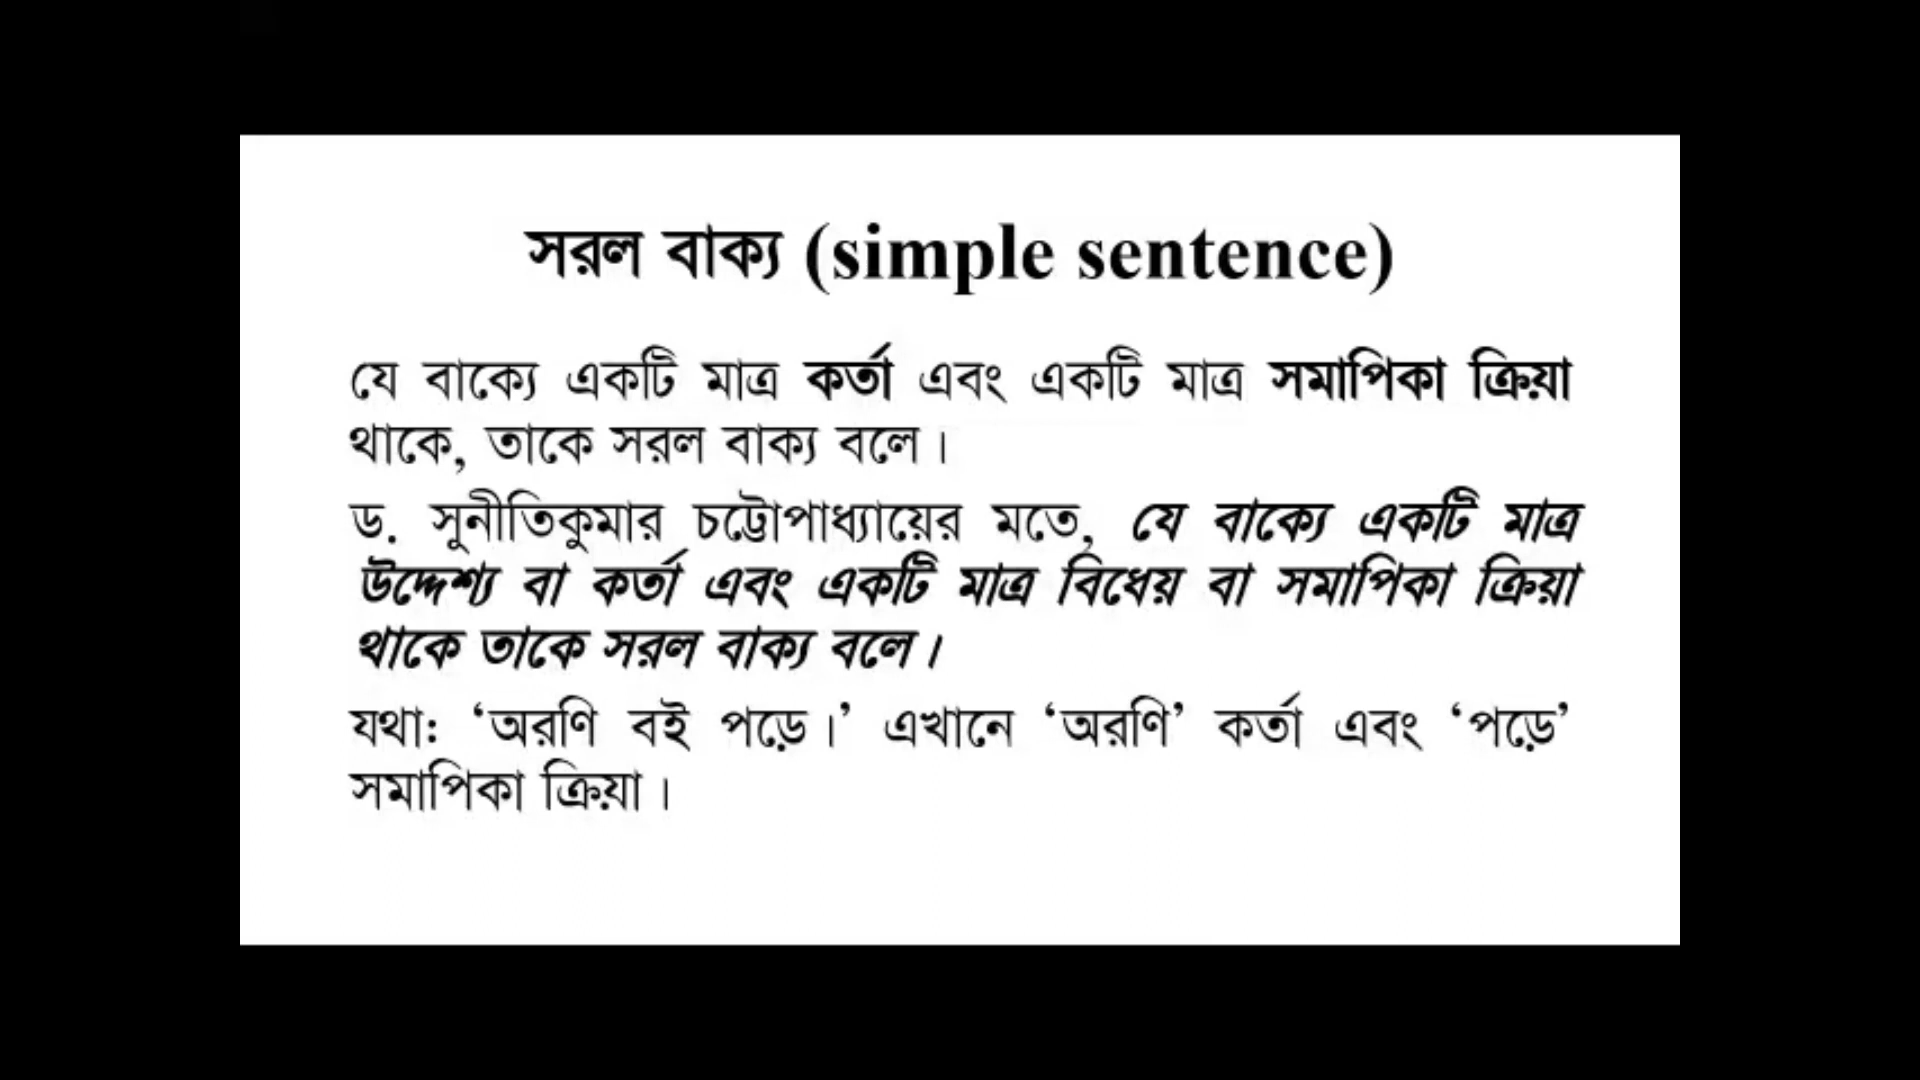 সরল বাক্য (simple sentence)
যে বাক্যে একটি মাত্র কর্তা এবং একটি মাত্র সমাপিকা ক্রিয়া
থাকে, তাকে সরল বাক্য বলে।
ড. সুনীতিকুমার চট্টোপাধ্যায়ের মতে, যে বাক্যে একটি মাত্র
উদ্দেশ্য বা কর্তা এবং একটি মাত্র বিধেয় বা সমাপিকা ক্রিয়া
থাকে তাকে সরল বাক্য বলে।
যথা: ‘অরণি বই পড়ে।’ এখানে ‘অরণি’ কর্তা এবং ‘পড়ে’
সমাপিকা ক্রিয়া।